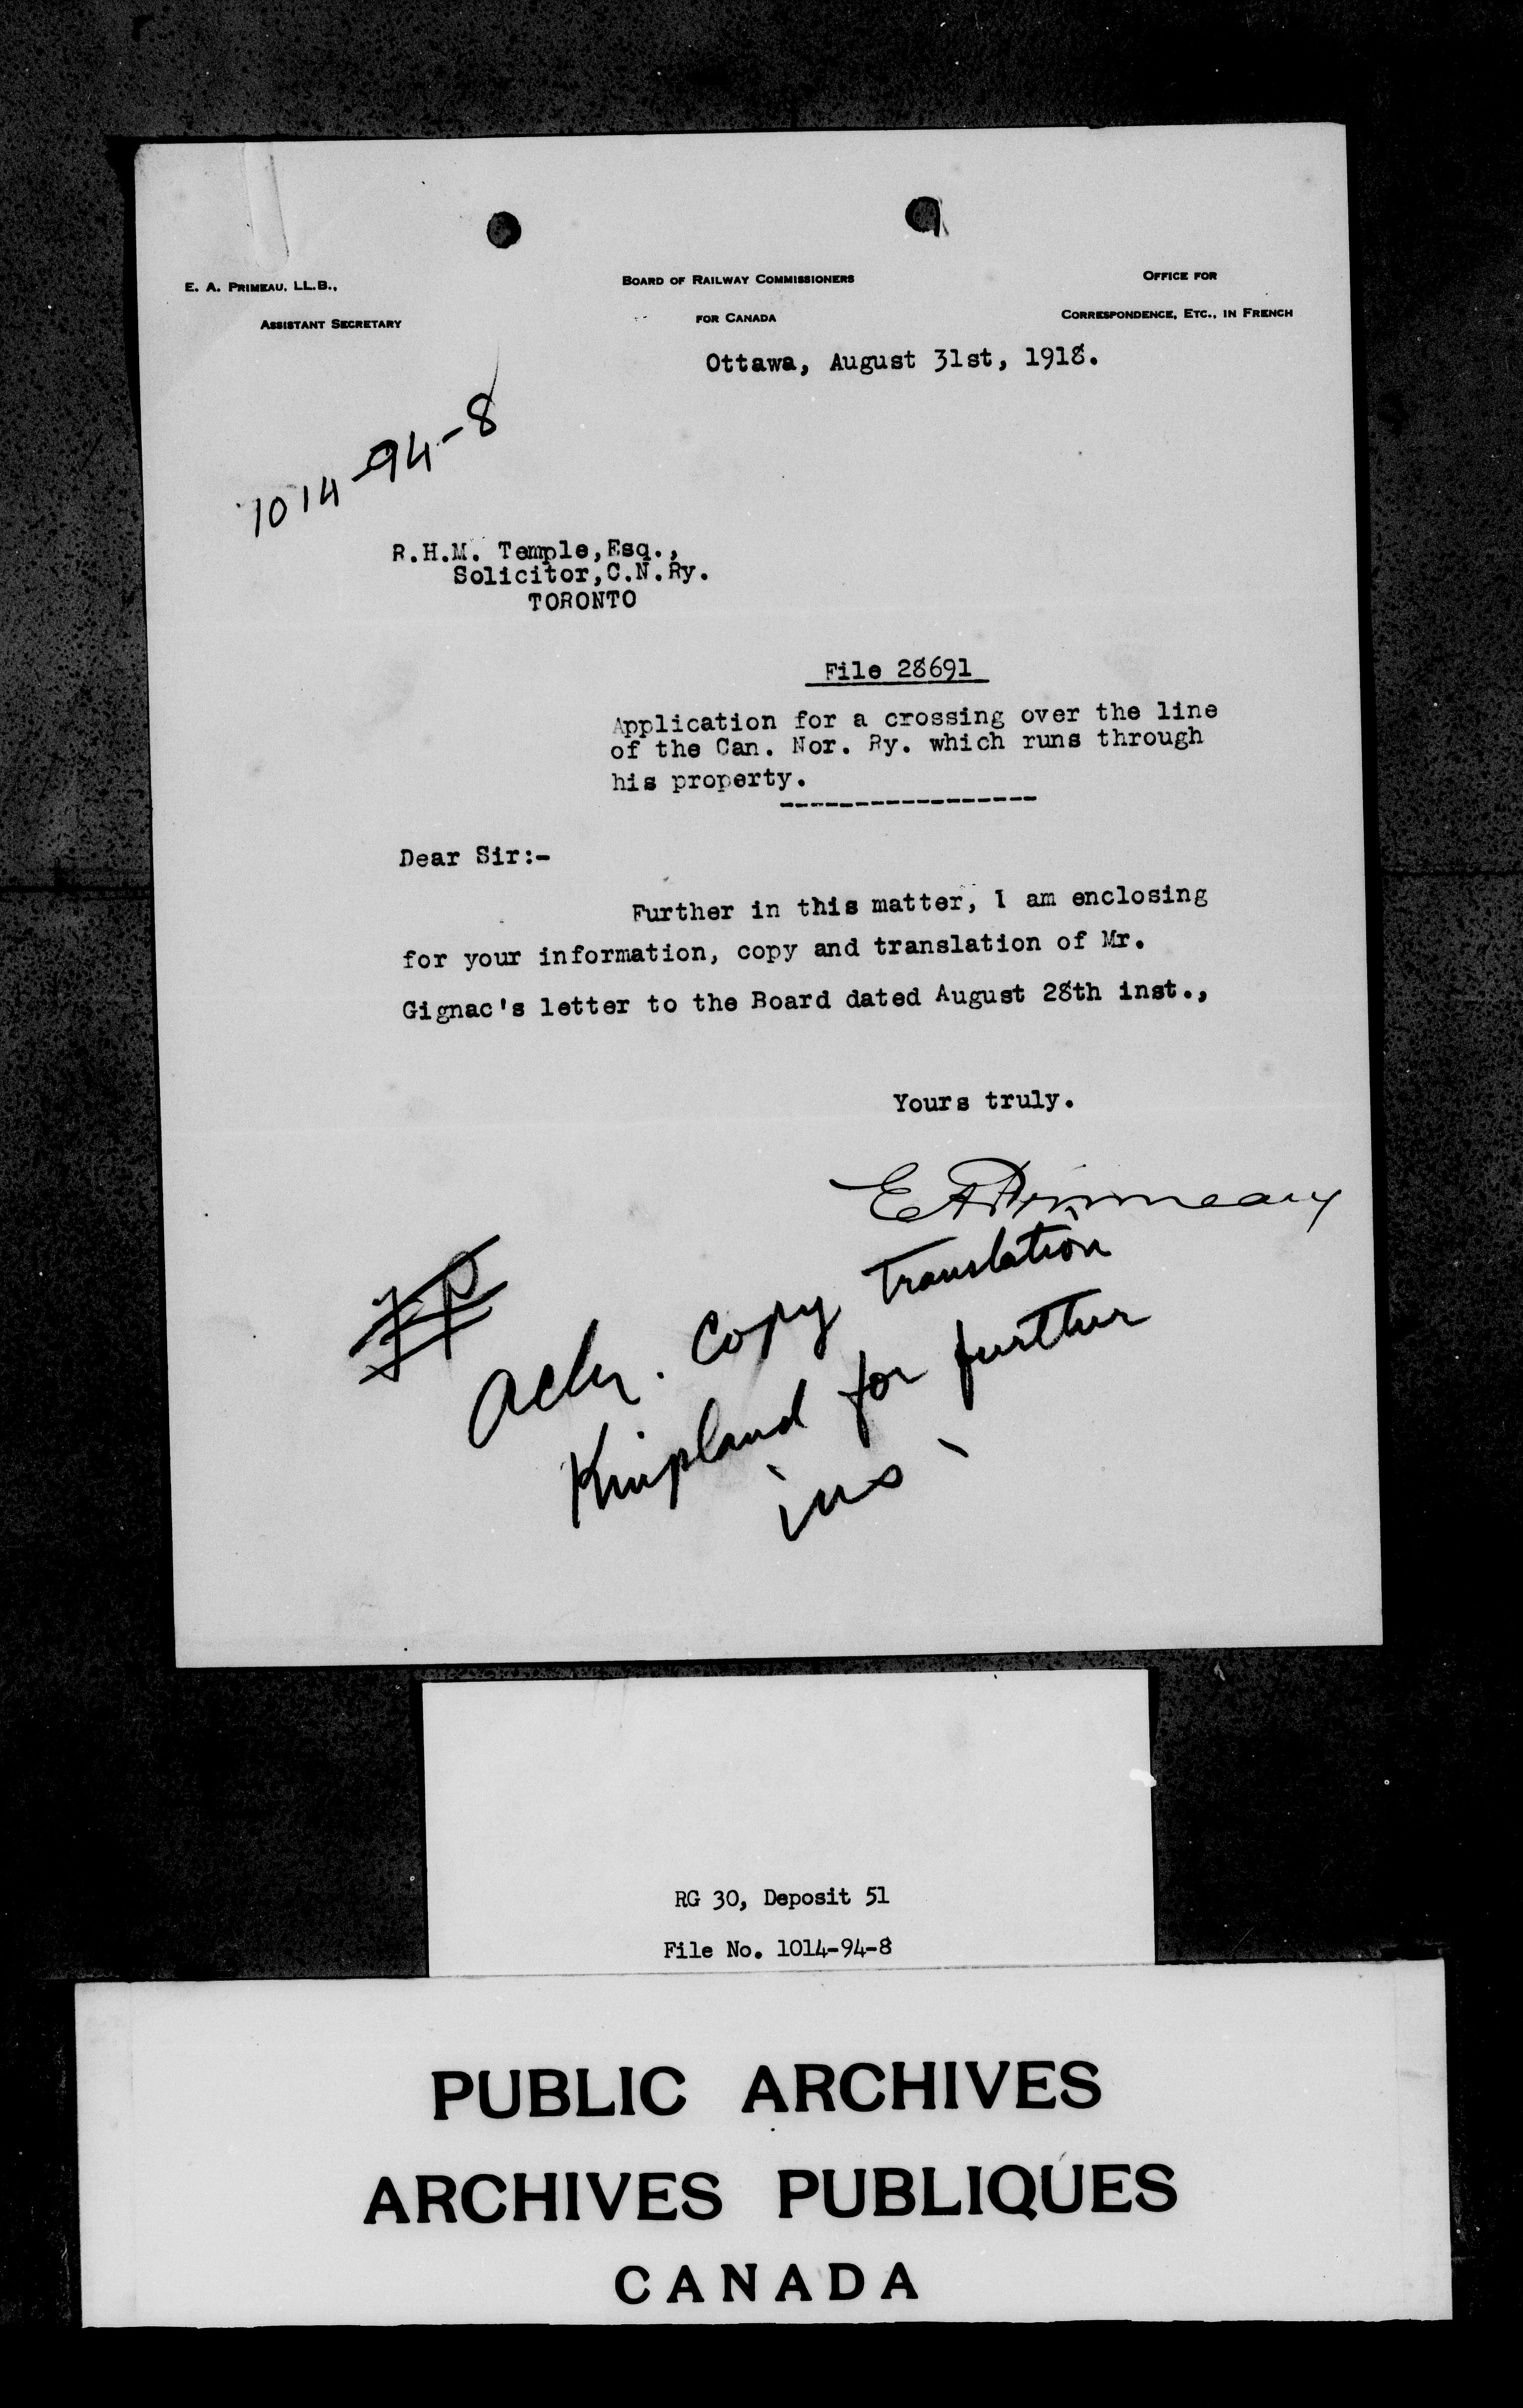 E. A. PRIMEAU, LL.B.,
ASSISTANT SECRETARY
BOARD OF RAILWAY COMMISSIONERS
FOR CANADA
OFFICE FOR
CORRESPONDENCE, ETC., IN FRENCH
Ottawa, August 31st, 1918.
1014-94-8
R.H.M. Temple, Esq.,
Solicitor, C.N.Ry.
TORONTO
File 28691
Application for a crossing over the line
of the Can. Nor. Ry. which runs through
his property.
-----------------
Dear Sir:-
Further in this matter, I am enclosing
for your information, copy and translation of Mr.
Gignac's letter to the Board dated August 28th inst.,
Yours truly.
E A Primeau
Copy Translation
for further
ins
RG 30, Deposit 51
File No. 1014-94-8
PUBLIC ARCHIVES
ARCHIVES PUBLIQUES
CANADA